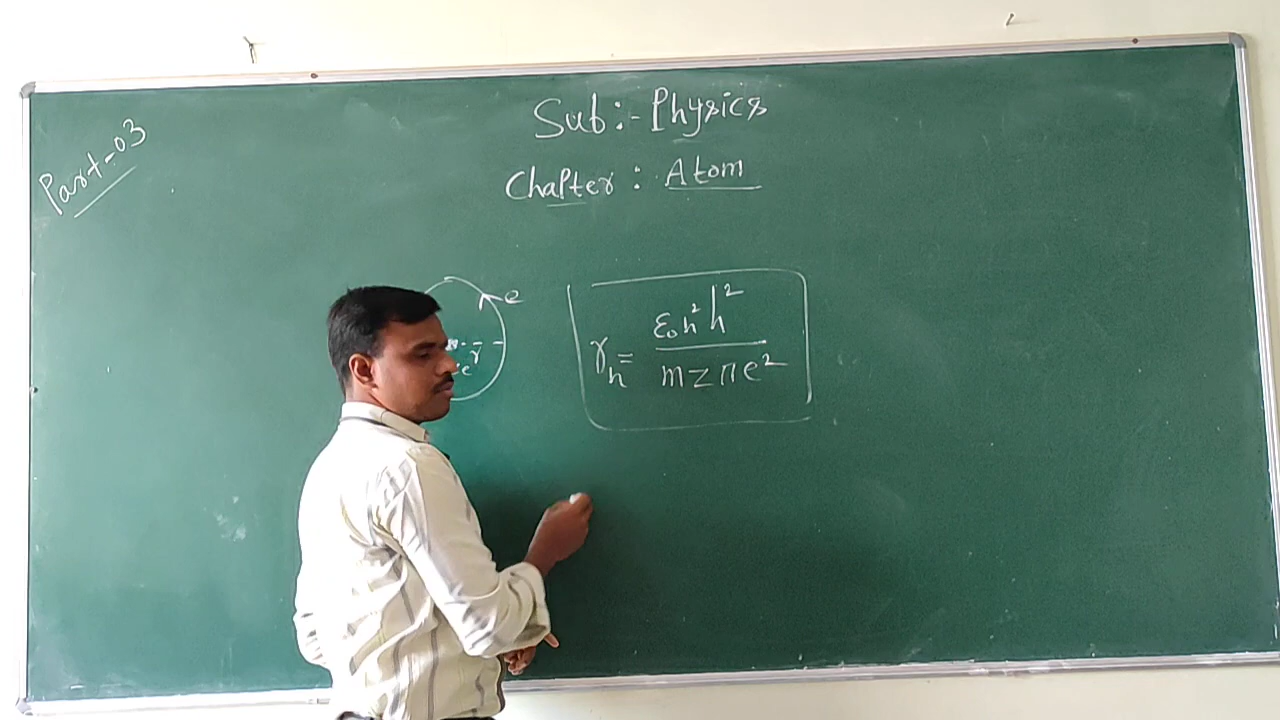 Part-03
Sub:- Physics
Chapter : Atom
e
r
e
rₙ = ε₀n²h² / mzπe²